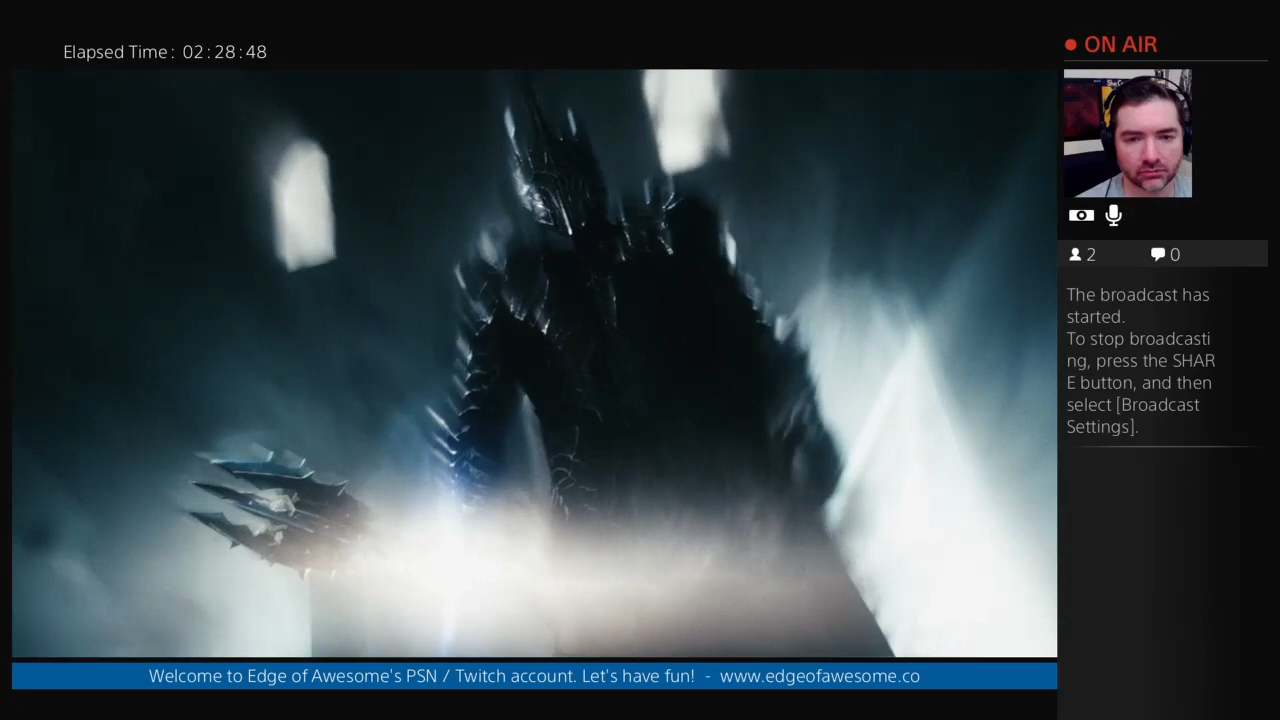 Elapsed Time: 02:28:48
ON AIR
2
0
The broadcast has
started.
To stop broadcasti
ng, press the SHAR
E button, and then
select [Broadcast
Settings].
Welcome to Edge of Awesome's PSN / Twitch account. Let's have fun! - www.edgeofawesome.co